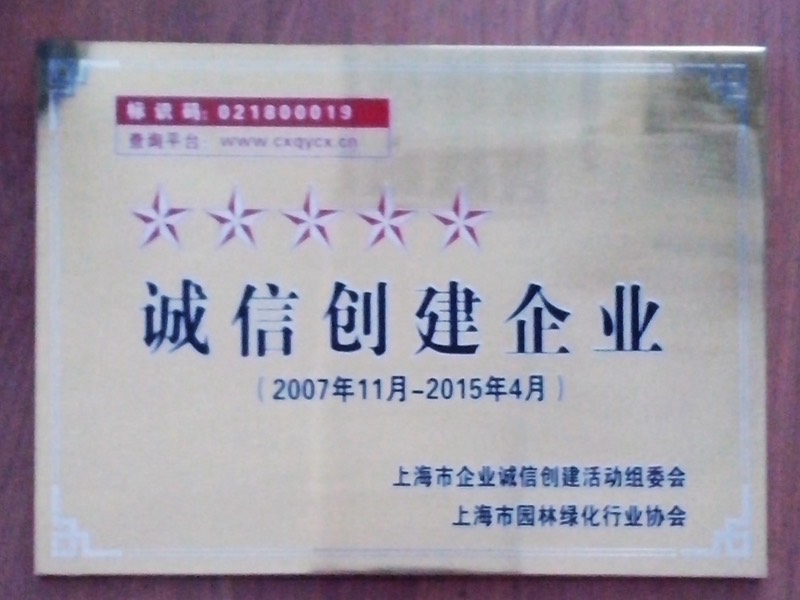 标识码: 021800019
查询平台 www.cxqycx.cn
诚信创建企业
(2007年11月-2015年4月)
上海市企业诚信创建活动组委会
上海市园林绿化行业协会